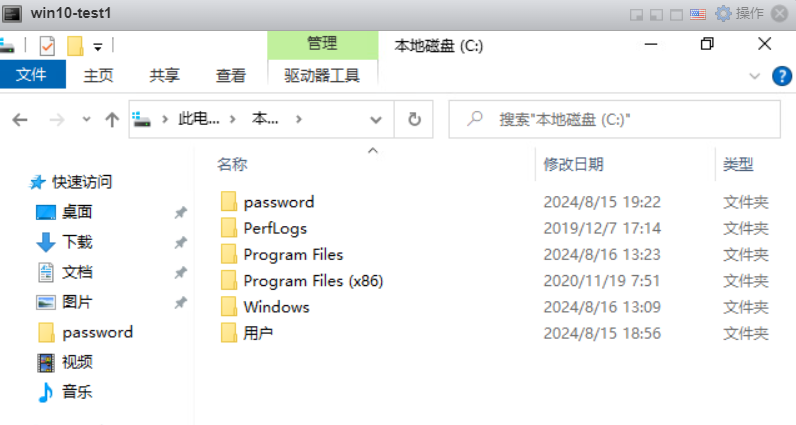 win10-test1 操作
管理 本地磁盘 (C:)
文件 主页 共享 查看 驱动器工具
此电... 本... 搜索"本地磁盘 (C:)"
名称 修改日期 类型
快速访问
桌面
下载
文档
图片
password
视频
音乐
password 2024/8/15 19:22 文件夹
PerfLogs 2019/12/7 17:14 文件夹
Program Files 2024/8/16 13:23 文件夹
Program Files (x86) 2020/11/19 7:51 文件夹
Windows 2024/8/16 13:09 文件夹
用户 2024/8/15 18:56 文件夹